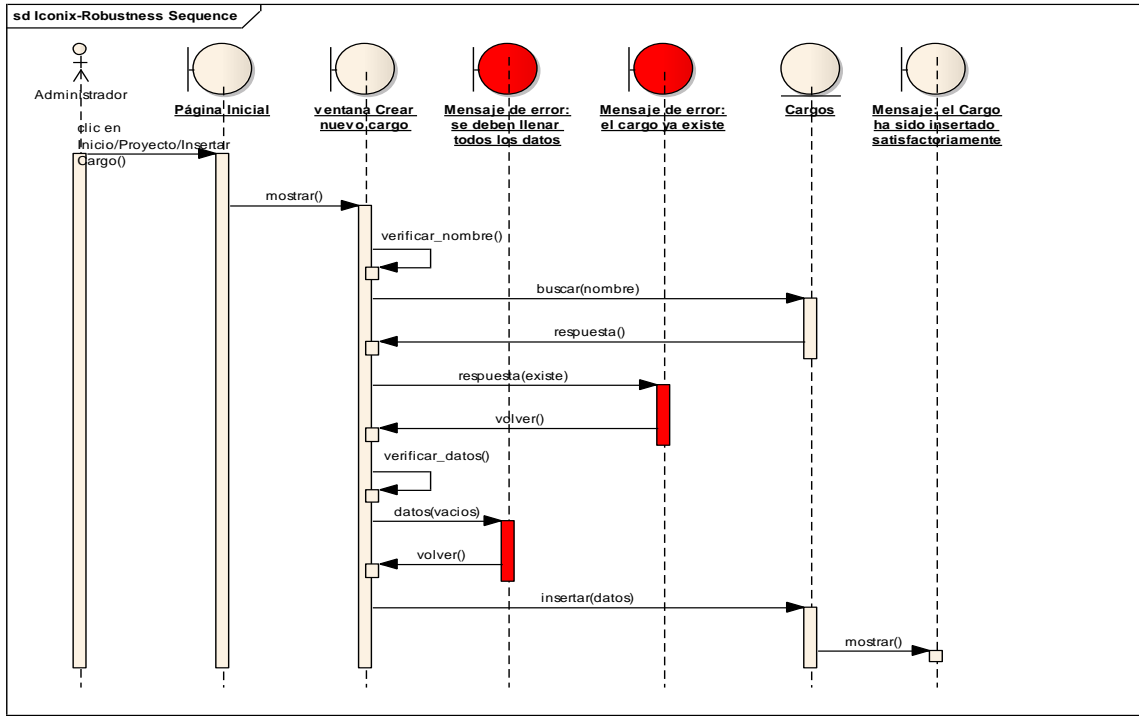 sd Iconix-Robustness Sequence
Administrador
Página Inicial
ventana Crear
nuevo cargo
Mensaje de error:
se deben llenar
todos los datos
Mensaje de error:
el cargo ya existe
Cargos
Mensaje: el Cargo
ha sido insertado
satisfactoriamente
clic en
Inicio/Proyecto/Insertar
Cargo()
mostrar()
verificar_nombre()
buscar(nombre)
respuesta()
respuesta(existe)
volver()
verificar_datos()
datos(vacios)
volver()
insertar(datos)
mostrar()